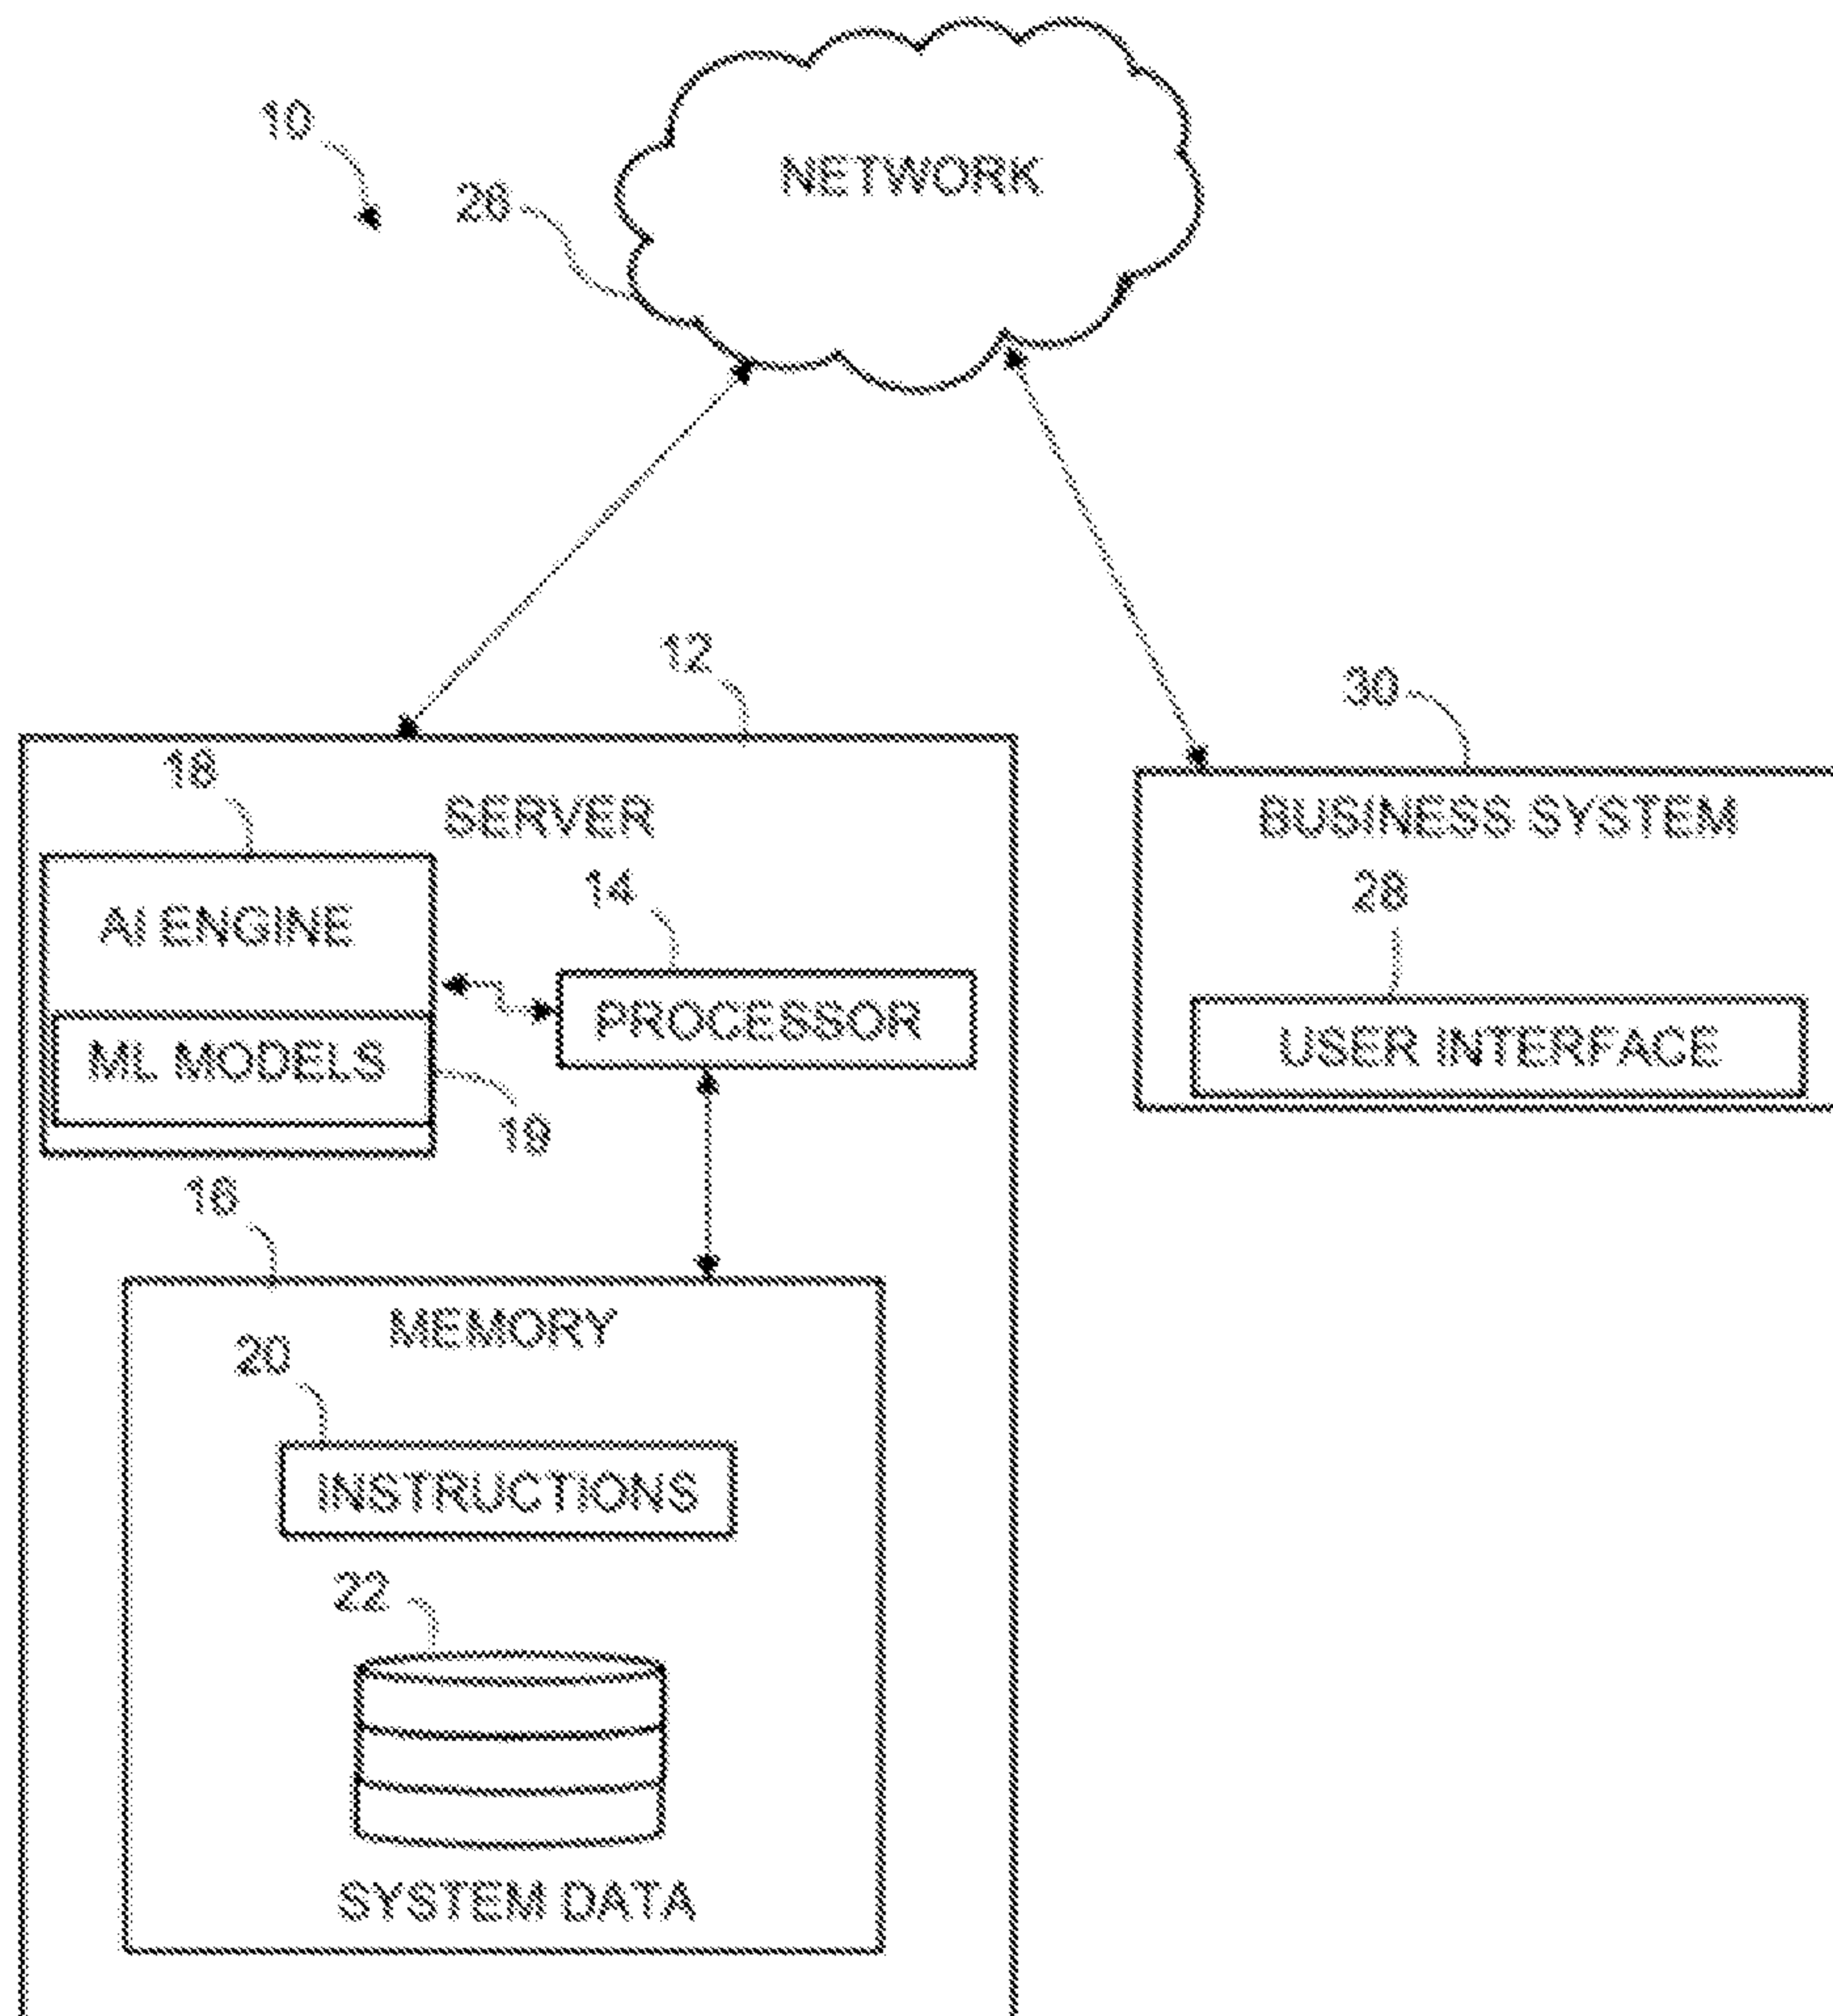 10
26
NETWORK
12
30
18
SERVER
BUSINESS SYSTEM
14
28
AI ENGINE
PROCESSOR
USER INTERFACE
ML MODELS
19
16
MEMORY
20
INSTRUCTIONS
22
SYSTEM DATA